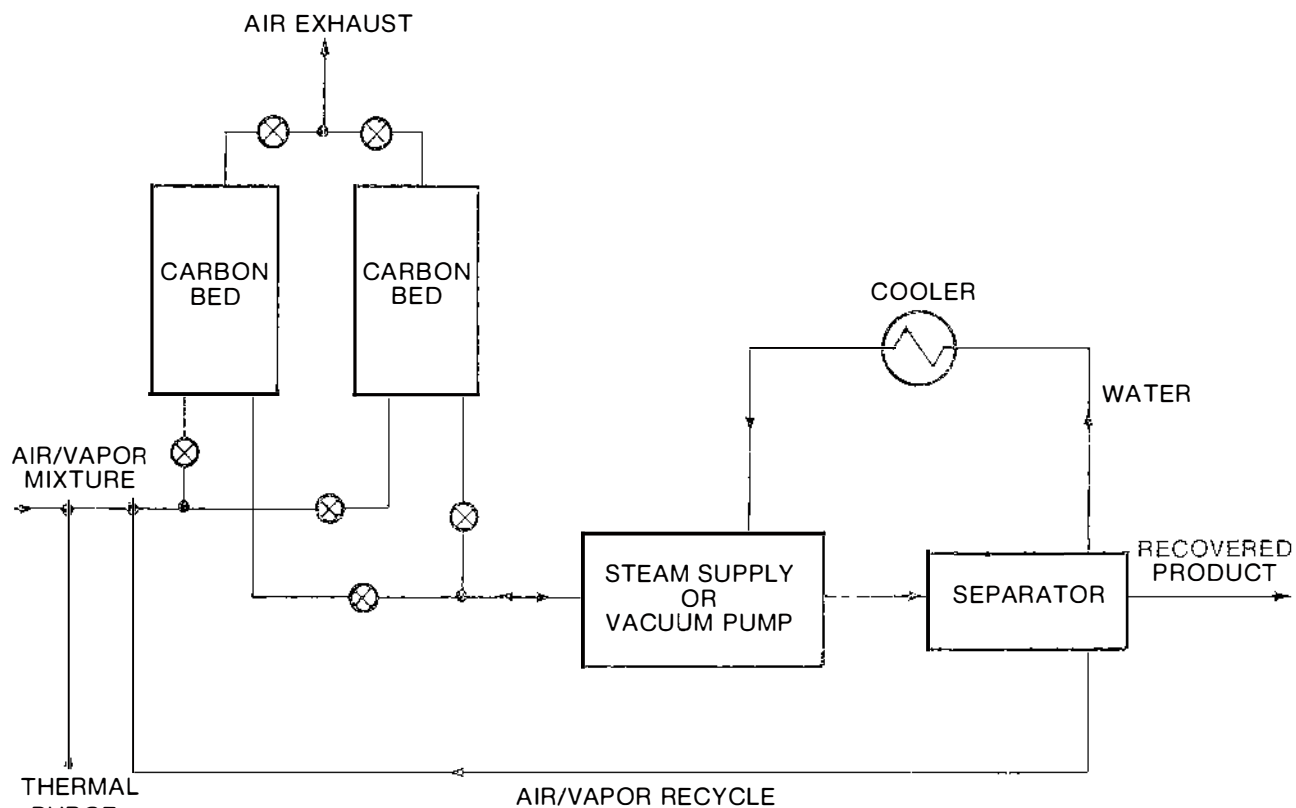 AIR EXHAUST
CARBON
BED
CARBON
BED
COOLER
WATER
AIR/VAPOR
MIXTURE
STEAM SUPPLY
OR
VACUUM PUMP
SEPARATOR
RECOVERED
PRODUCT
THERMAL
AIR/VAPOR RECYCLE